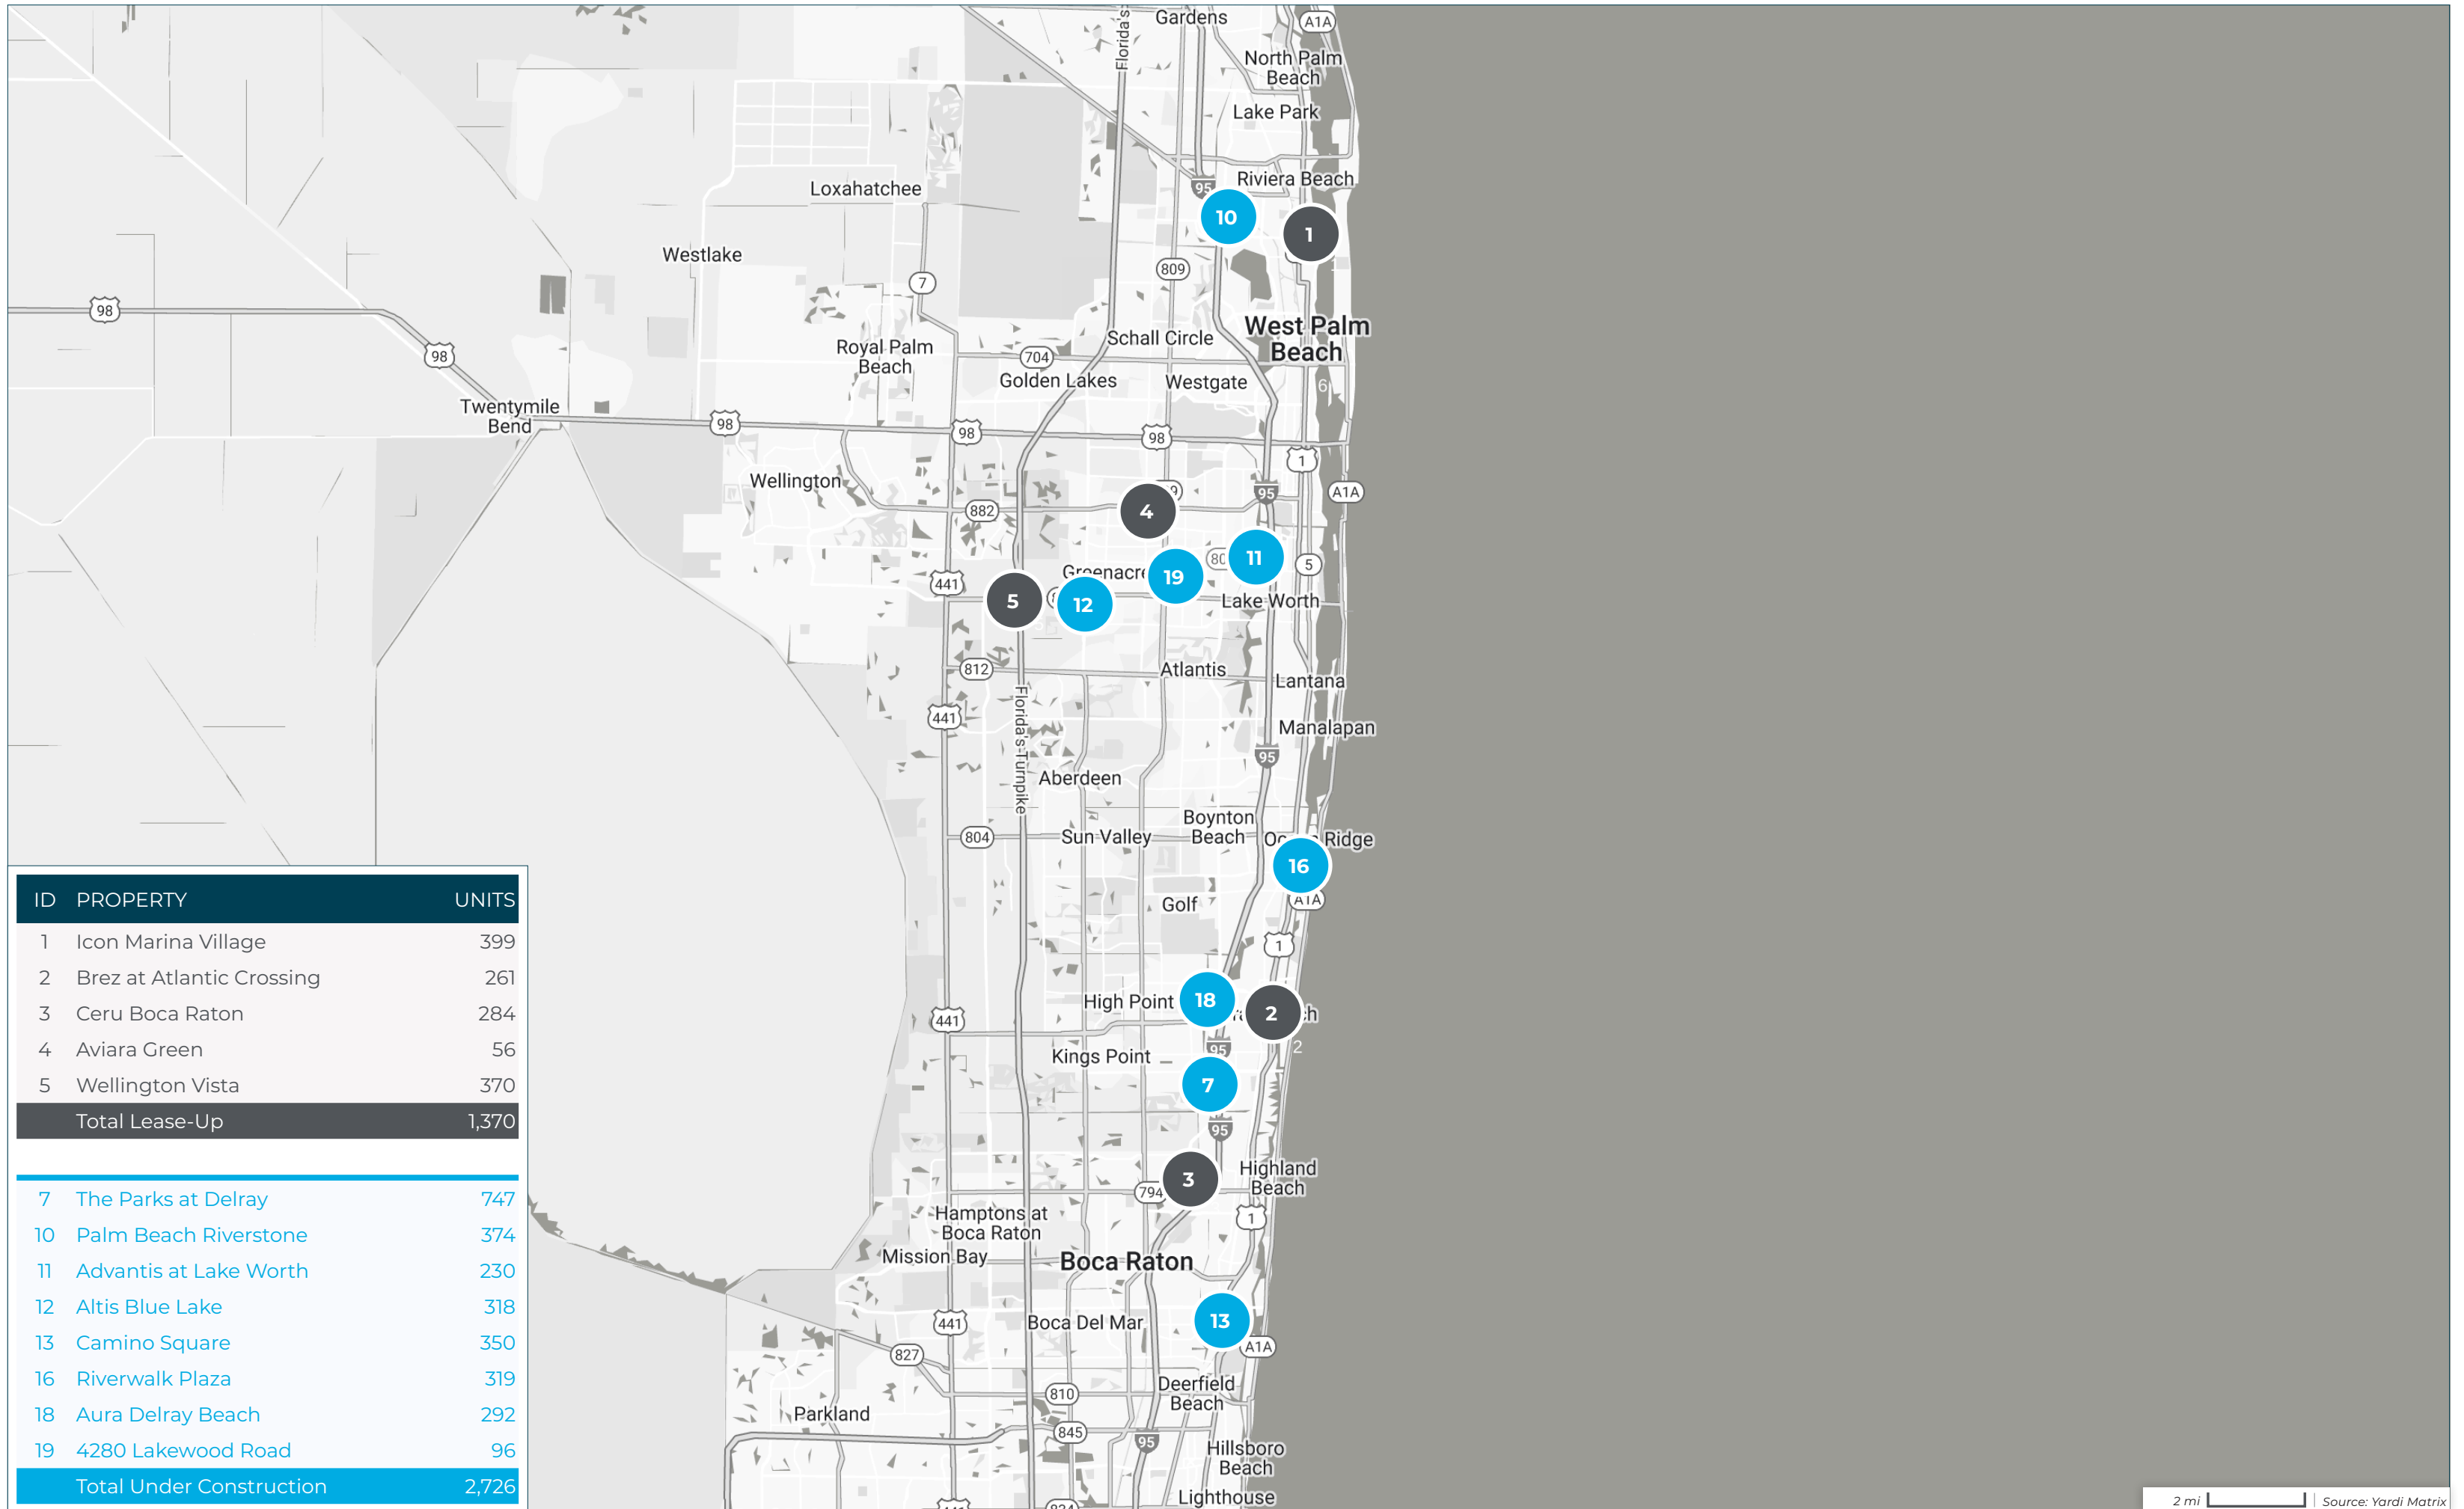 Gardens
A1A
Florida's
North Palm
Beach
Lake Park
Riviera Beach
95
Loxahatchee
10
1
Westlake
809
7
98
West Palm
Beach
Schall Circle
98
Royal Palm
Beach
704
Golden Lakes
Westgate
6
Twentymile
Bend
98
98
98
1
Wellington
95
A1A
882
4
11
5
Greenacre
19
441
5
12
Lake Worth
812
Atlantis
Lantana
441
Florida's Turnpike
Manalapan
95
Aberdeen
Boynton
Beach
804
Sun Valley
Ridge
16
A1A
Golf
1
High Point
18
2
441
95
2
Kings Point
7
95
3
Highland
Beach
794
Hamptons at
Boca Raton
1
Mission Bay
Boca Raton
13
441
Boca Del Mar
A1A
827
Deerfield
Beach
810
Parkland
845
95
Hillsboro
Beach
Lighthouse
ID PROPERTY UNITS
1 Icon Marina Village 399
2 Brez at Atlantic Crossing 261
3 Ceru Boca Raton 284
4 Aviara Green 56
5 Wellington Vista 370
Total Lease-Up 1,370
7 The Parks at Delray 747
10 Palm Beach Riverstone 374
11 Advantis at Lake Worth 230
12 Altis Blue Lake 318
13 Camino Square 350
16 Riverwalk Plaza 319
18 Aura Delray Beach 292
19 4280 Lakewood Road 96
Total Under Construction 2,726
2 mi
Source: Yardi Matrix